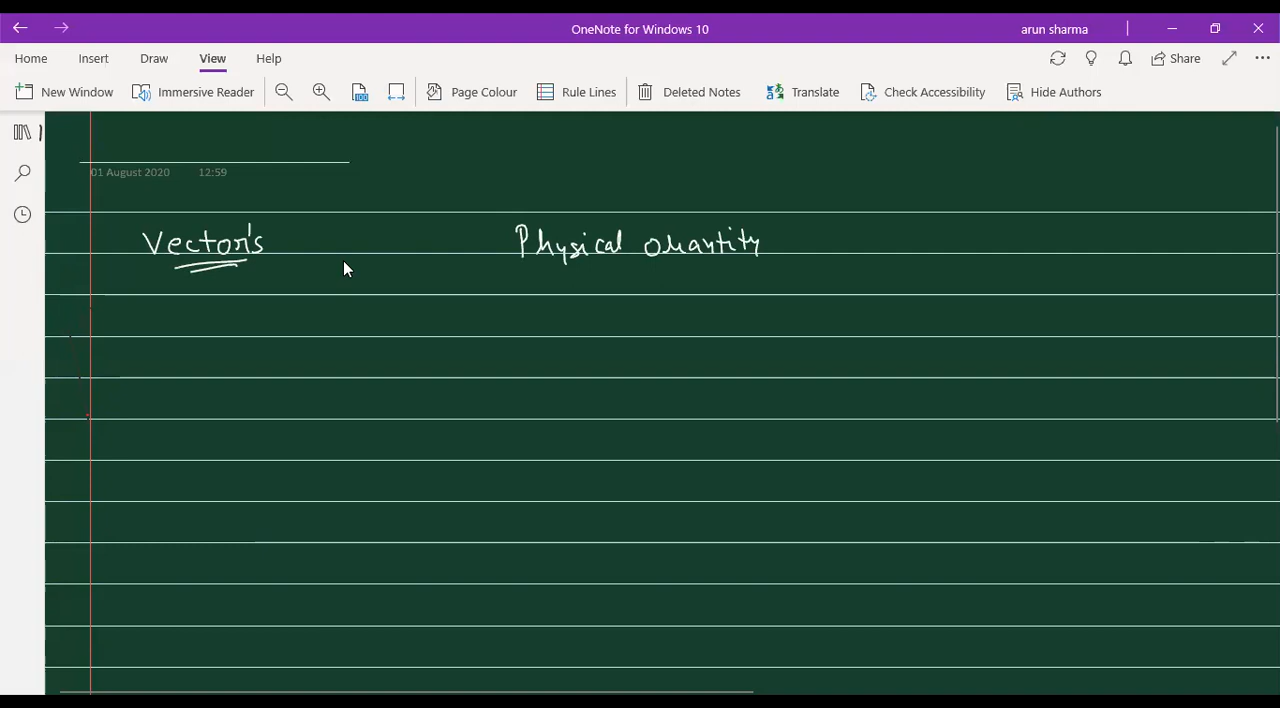 OneNote for Windows 10
arun sharma
Home Insert Draw View Help
Share
New Window Immersive Reader 100 Page Colour Rule Lines Deleted Notes Translate Check Accessibility Hide Authors
01 August 2020 12:59
Vector's Physical Quantity